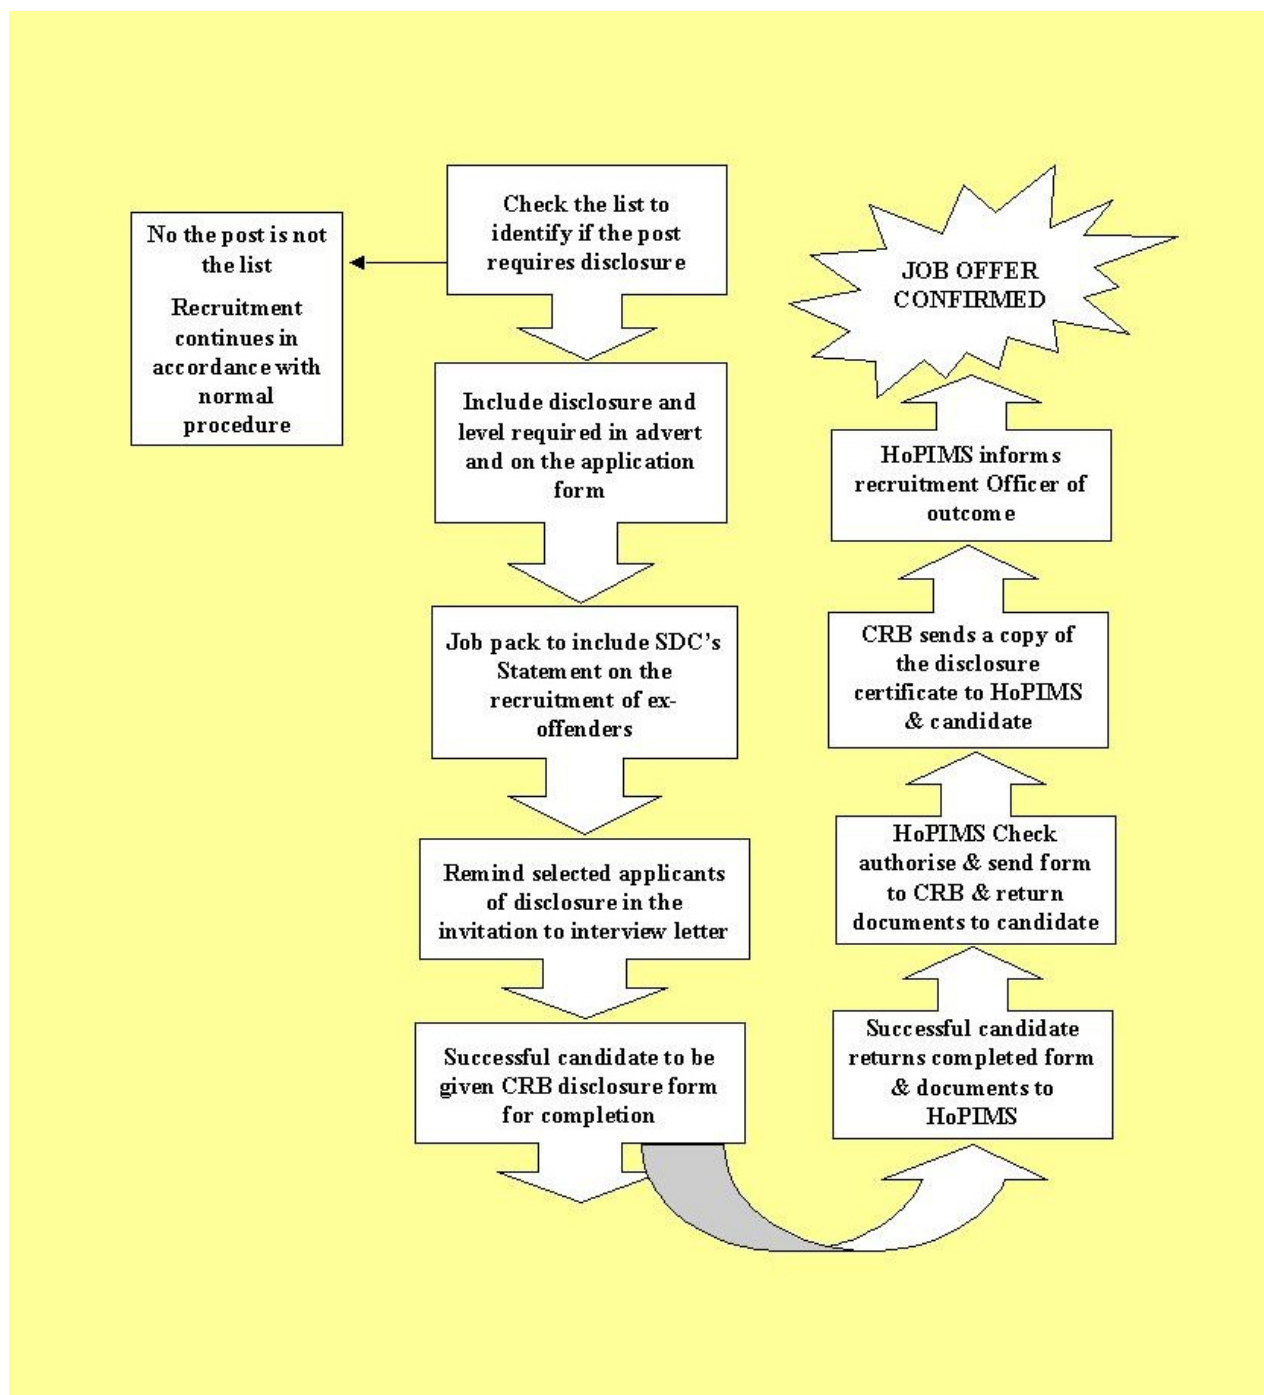 Check the list to
identify if the post
requires disclosure
No the post is not
the list
Recruitment
continues in
accordance with
normal
procedure
Include disclosure and
level required in advert
and on the application
form
Job pack to include SDC's
Statement on the
recruitment of ex-
offenders
Remind selected applicants
of disclosure in the
invitation to interview letter
Successful candidate to be
given CRB disclosure form
for completion
Successful candidate
returns completed form
& documents to
HoPIMS
HoPIMS Check
authorise & send form
to CRB & return
documents to candidate
CRB sends a copy of
the disclosure
certificate to HoPIMS
& candidate
HoPIMS informs
recruitment Officer of
outcome
JOB OFFER
CONFIRMED